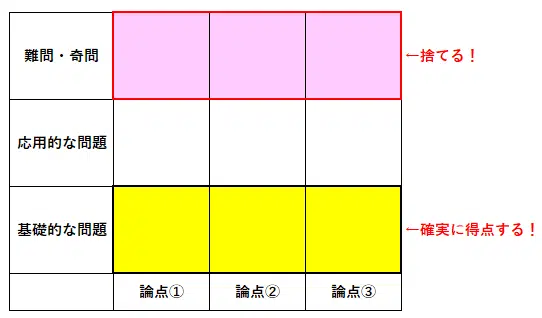 難問・奇問
←捨てる！
応用的な問題
基礎的な問題
←確実に得点する！
論点①
論点②
論点③